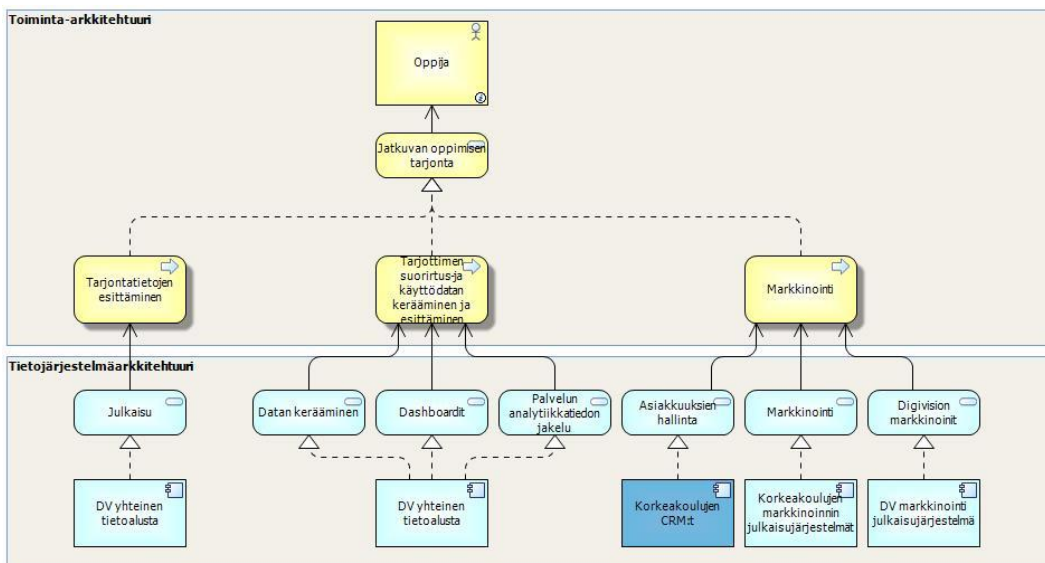 Toiminta-arkkitehtuuri
Oppija
Jatkuvan oppimisen
tarjonta
Tarjontatietojen
esittäminen
Tarjottimen
suorirtus-ja
käyttödatan
kerääminen ja
esittäminen
Markkinointi
Tietojärjestelmäarkkitehtuuri
Julkaisu
Datan kerääminen
Dashboardit
Palvelun
analytiikkatiedon
jakelu
Asiakkuuksien
hallinta
Markkinointi
Digivision
markkinoinit
DV yhteinen
tietoalusta
DV yhteinen
tietoalusta
Korkeakoulujen
CRM:t
Korkeakoulujen
markkinoinnin
julkaisujärjestelmät
DV markkinointi
julkaisujärjestelmä